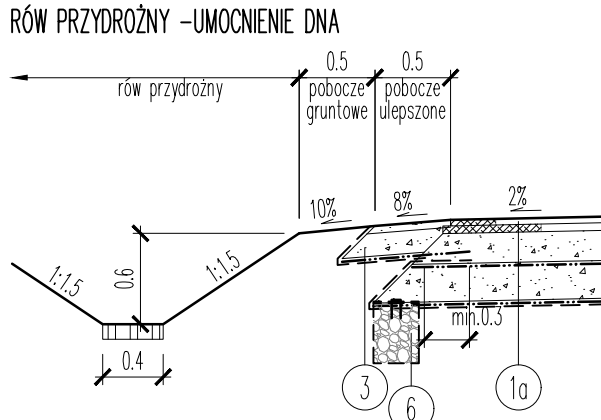 RÓW PRZYDROŻNY -UMOCNIENIE DNA
0.5
0.5
rów przydrożny
pobocze
gruntowe
pobocze
ulepszone
10%
8%
2%
1:1.5
0.6
1:1.5
min.0.3
0.4
3
6
1a